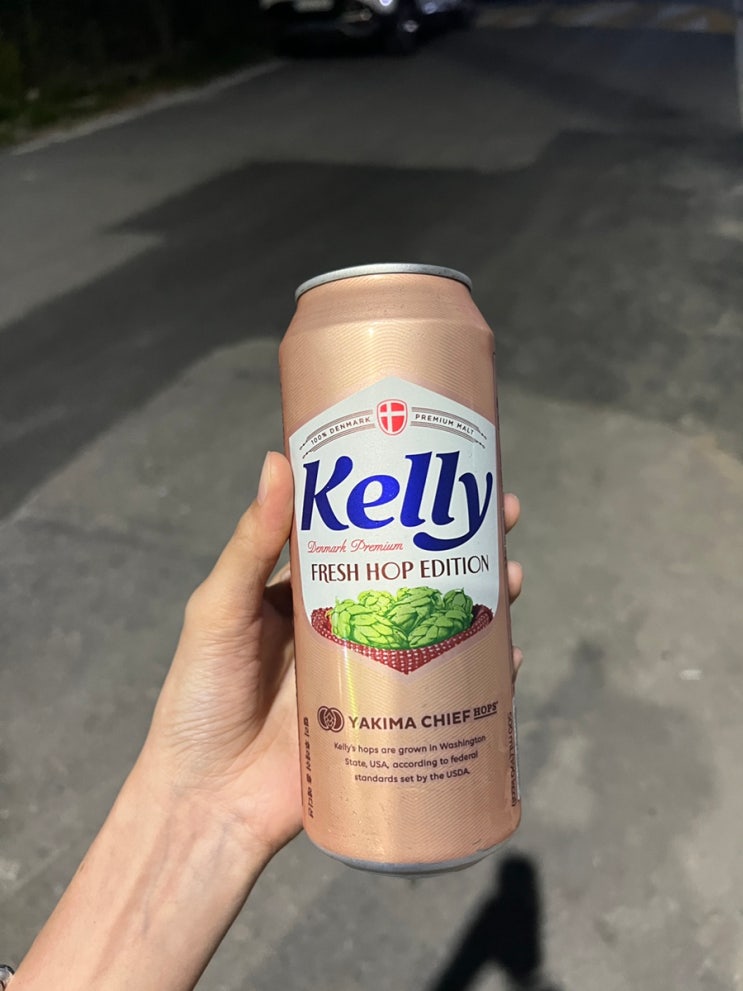 100% DENMARK PREMIUM MALT
Kelly
Denmark Premium
FRESH HOP EDITION
YAKIMA CHIEF HOPS
Kelly's hops are grown in Washington
State, USA, according to federal
standards set by the USDA.